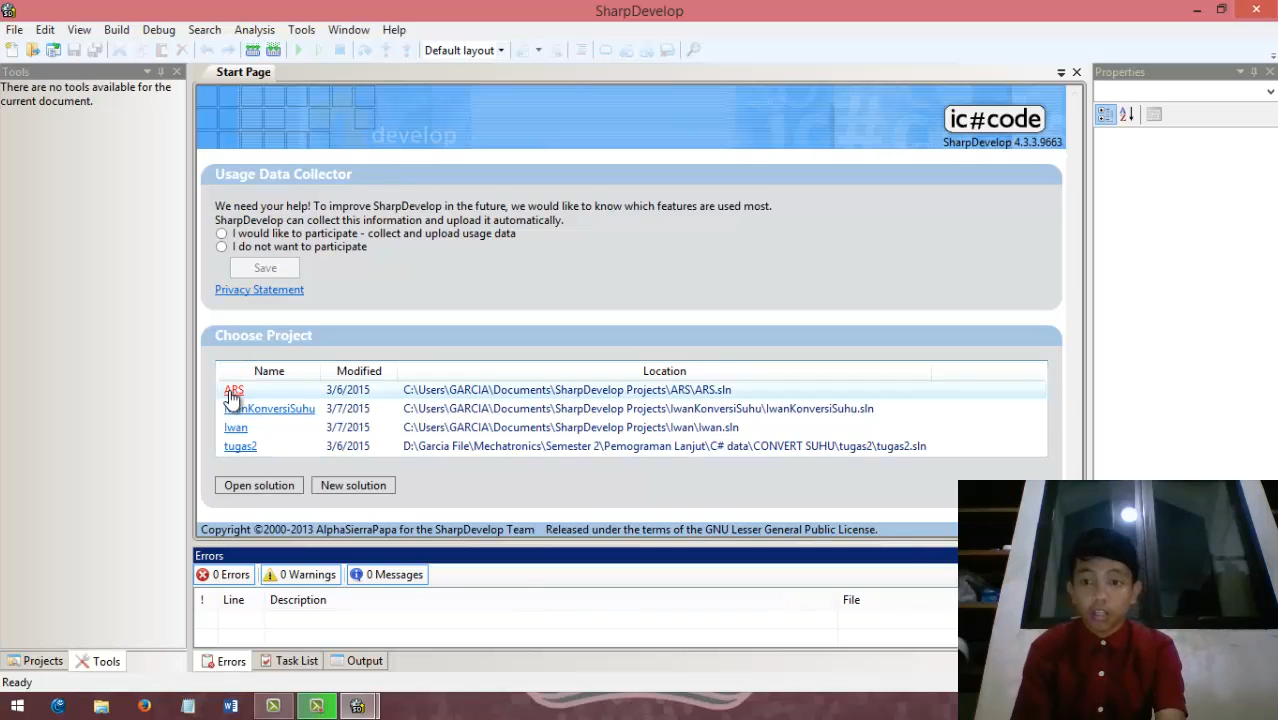 SharpDevelop
File Edit View Build Debug Search Analysis Tools Window Help
Default layout
Tools
There are no tools available for the
current document.
Start Page
develop
ic#code
SharpDevelop 4.3.3.9663
Usage Data Collector
We need your help! To improve SharpDevelop in the future, we would like to know which features are used most.
SharpDevelop can collect this information and upload it automatically.
I would like to participate - collect and upload usage data
I do not want to participate
Save
Privacy Statement
Choose Project
Name Modified Location
ARS 3/6/2015 C:\Users\GARCIA\Documents\SharpDevelop Projects\ARS\ARS.sln
IwanKonversiSuhu 3/7/2015 C:\Users\GARCIA\Documents\SharpDevelop Projects\IwanKonversiSuhu\IwanKonversiSuhu.sln
Iwan 3/7/2015 C:\Users\GARCIA\Documents\SharpDevelop Projects\Iwan\Iwan.sln
tugas2 3/6/2015 D:\Garcia File\Mechatronics\Semester 2\Pemograman Lanjut\C# data\CONVERT SUHU\tugas2\tugas2.sln
Open solution New solution
Copyright ©2000-2013 AlphaSierraPapa for the SharpDevelop Team Released under the terms of the GNU Lesser General Public License.
Properties
Errors
0 Errors 0 Warnings 0 Messages
! Line Description File
Projects Tools Errors Task List Output
Ready